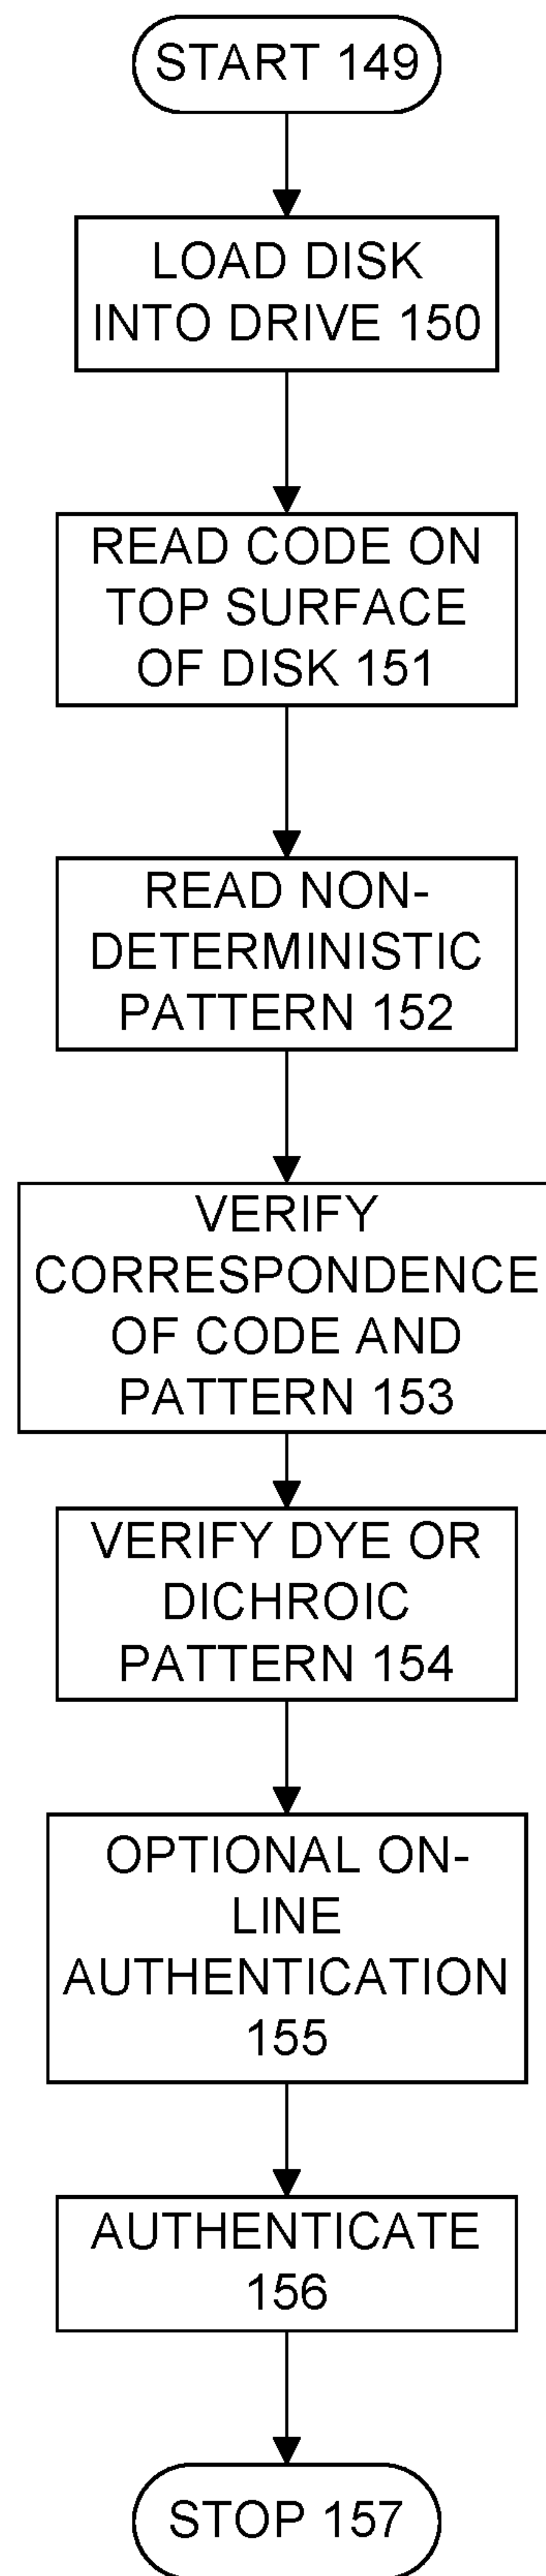 START 149
LOAD DISK
INTO DRIVE 150
READ CODE ON
TOP SURFACE
OF DISK 151
READ NON-
DETERMINISTIC
PATTERN 152
VERIFY
CORRESPONDENCE
OF CODE AND
PATTERN 153
VERIFY DYE OR
DICHROIC
PATTERN 154
OPTIONAL ON-
LINE
AUTHENTICATION
155
AUTHENTICATE
156
STOP 157